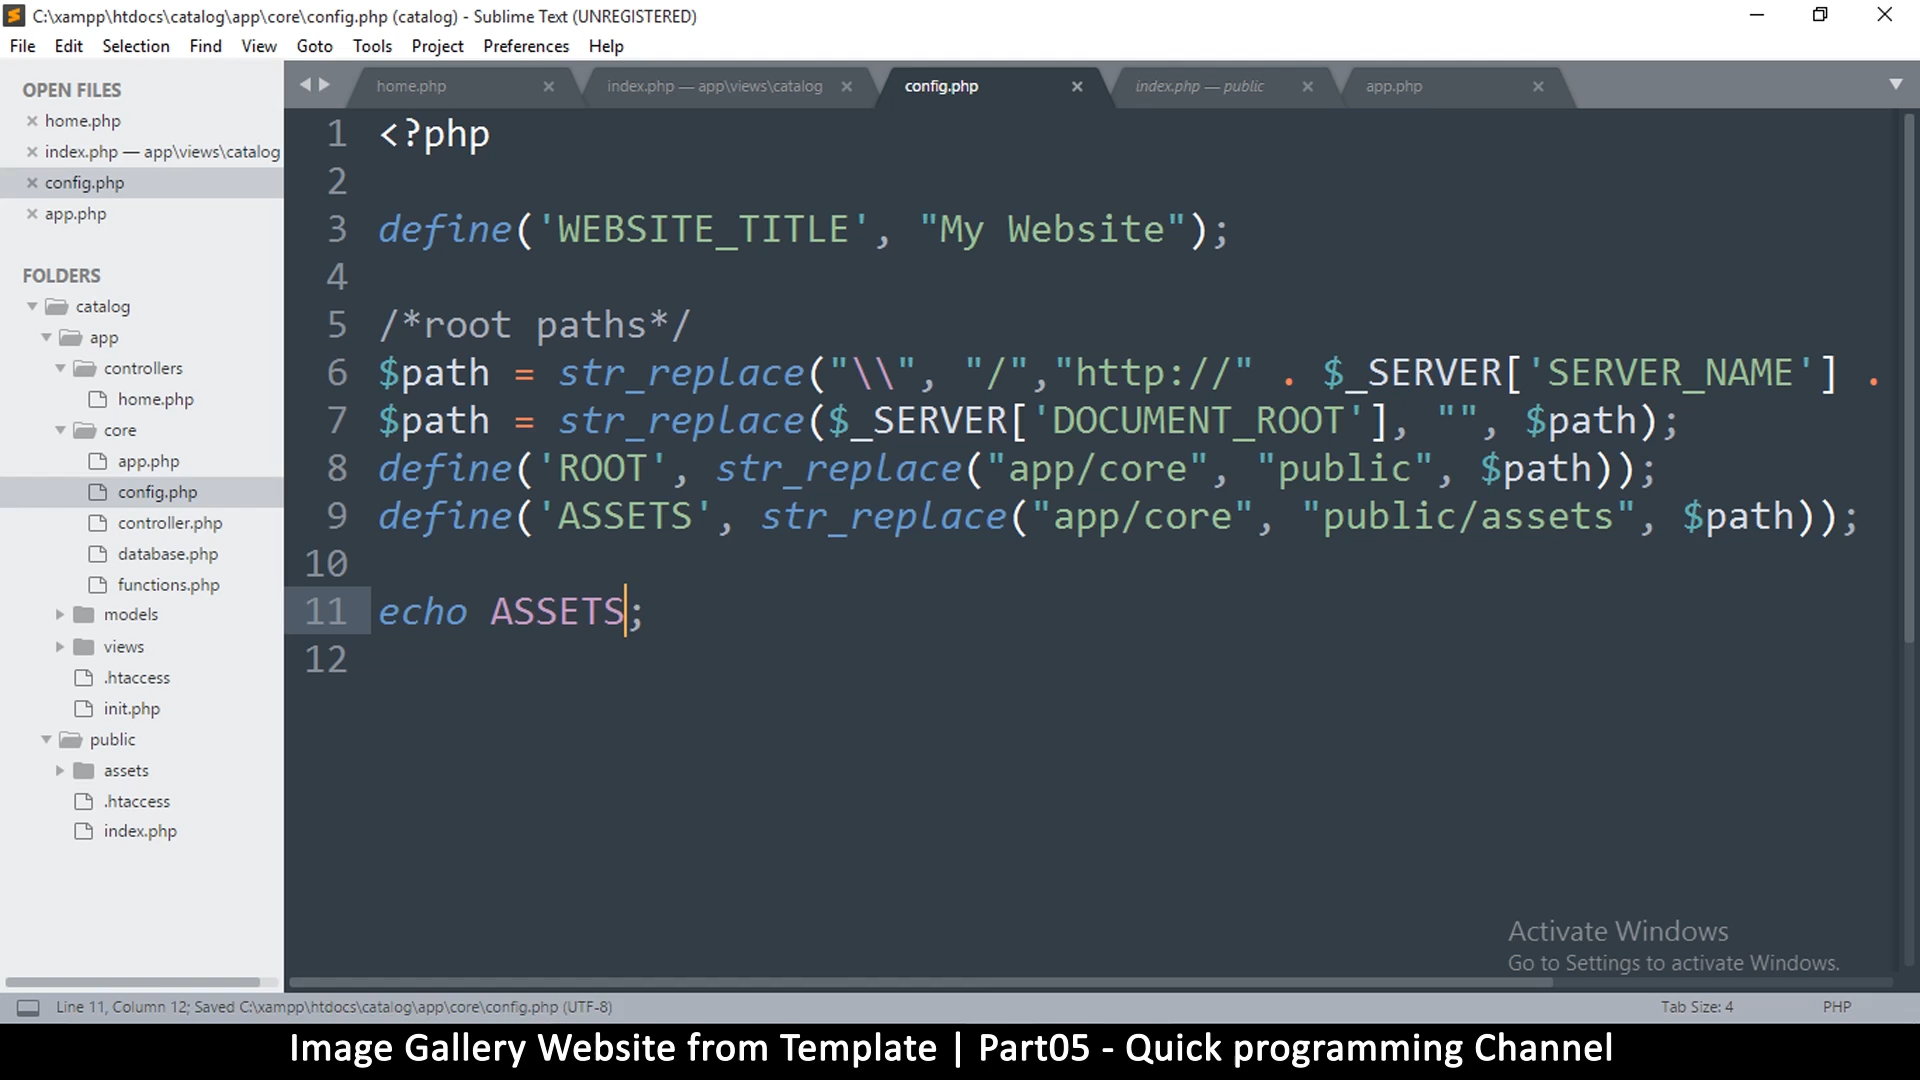 C:\xampp\htdocs\catalog\app\core\config.php (catalog) - Sublime Text (UNREGISTERED)
File Edit Selection Find View Goto Tools Project Preferences Help
OPEN FILES
home.php
index.php — app\views\catalog
config.php
app.php
FOLDERS
catalog
app
controllers
home.php
core
app.php
config.php
controller.php
database.php
functions.php
models
views
.htaccess
init.php
public
assets
.htaccess
index.php
home.php index.php — app\views\catalog config.php index.php — public app.php
1 <?php
2
3 define('WEBSITE_TITLE', "My Website");
4
5 /*root paths*/
6 $path = str_replace("\\", "/","http://" . $_SERVER['SERVER_NAME'] .
7 $path = str_replace($_SERVER['DOCUMENT_ROOT'], "", $path);
8 define('ROOT', str_replace("app/core", "public", $path));
9 define('ASSETS', str_replace("app/core", "public/assets", $path));
10
11 echo ASSETS;
12
Activate Windows
Go to Settings to activate Windows.
Line 11, Column 12; Saved C:\xampp\htdocs\catalog\app\core\config.php (UTF-8) Tab Size: 4 PHP
Image Gallery Website from Template | Part05 - Quick programming Channel